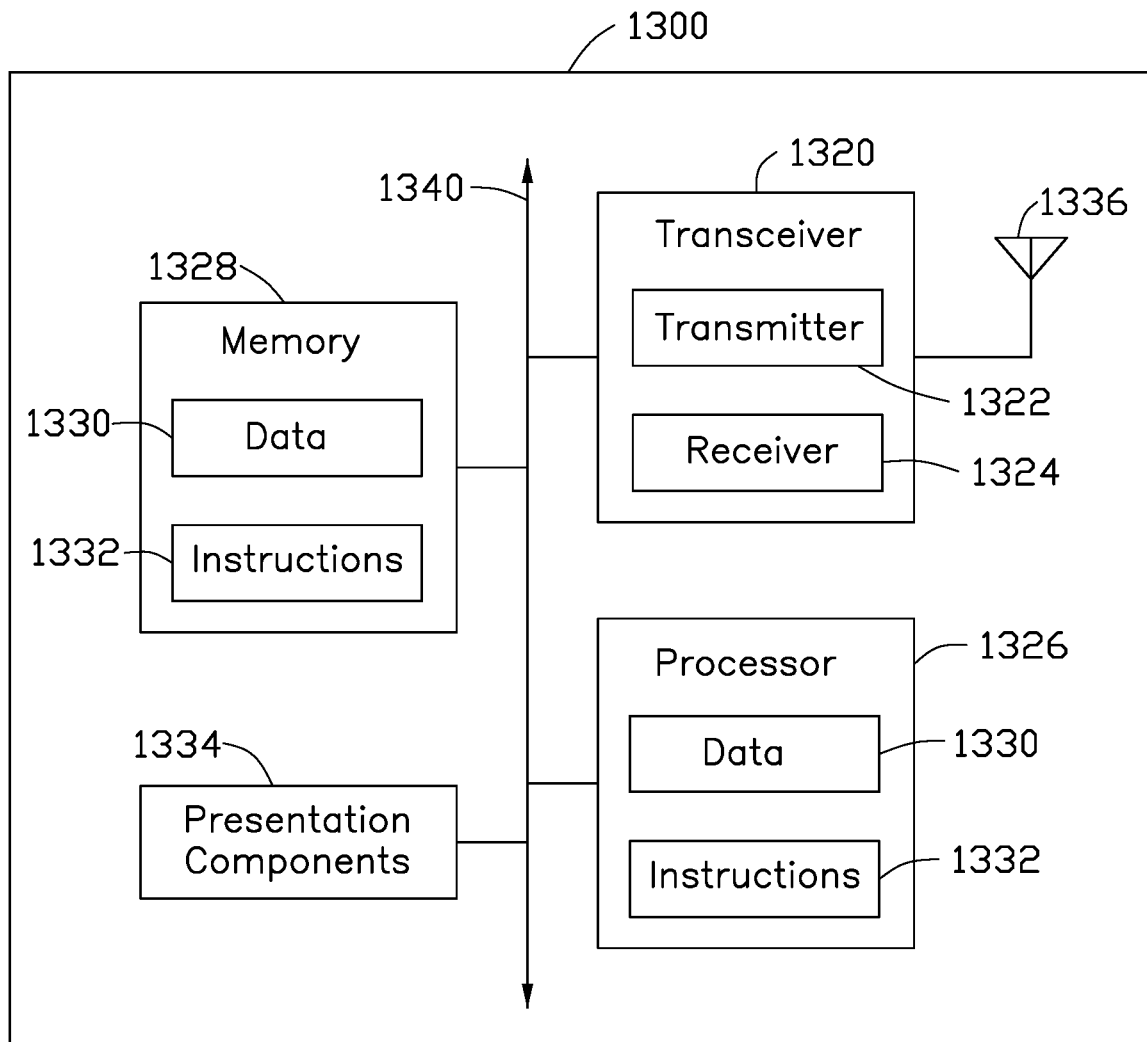 1300
1340
1320
Transceiver
1336
1328
Memory
Transmitter
1322
1330
Data
Receiver
1324
1332
Instructions
Processor
1326
1334
Data
1330
Presentation
Components
Instructions
1332